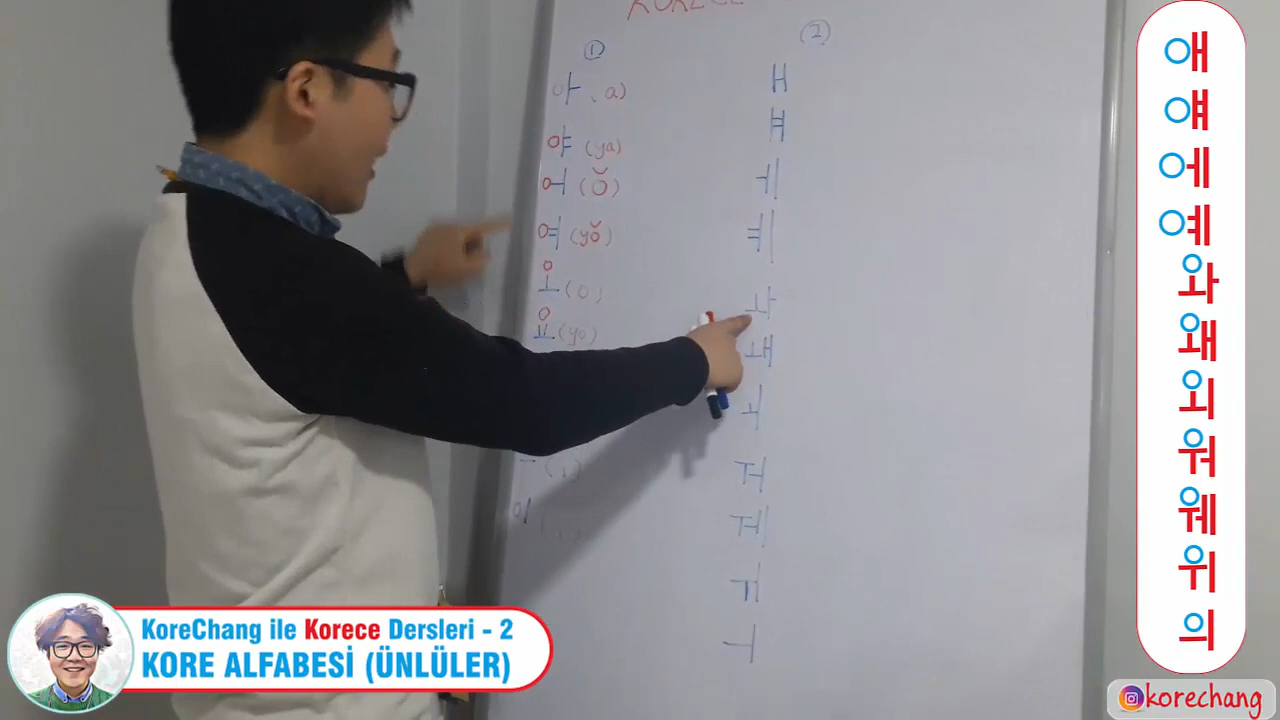 KORECE
①
②
아 , a)
야 (ya)
어 (ŏ)
여 (yŏ)
오 (o)
요 (yo)
ㅐ
ㅒ
ㅔ
ㅖ
ㅘ
ㅙ
ㅚ
ㅝ
ㅞ
ㅟ
ㅢ
애
얘
에
예
와
왜
외
워
웨
위
의
KoreChang ile Korece Dersleri - 2
KORE ALFABESİ (ÜNLÜLER)
korechang